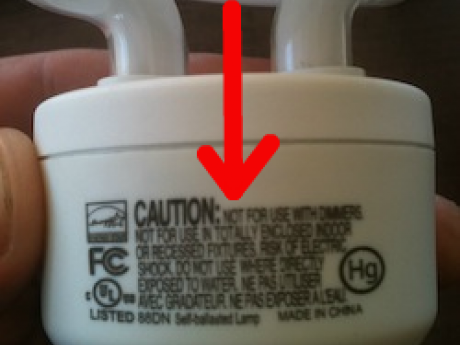 CAUTION: NOT FOR USE WITH DIMMERS.
NOT FOR USE IN TOTALLY ENCLOSED INDOOR
OR RECESSED FIXTURES. RISK OF ELECTRIC
SHOCK. DO NOT USE WHERE DIRECTLY
EXPOSED TO WATER. NE PAS UTILISER
AVEC GRADATEUR. NE PAS EXPOSER A L'EAU.
FC
Hg
C UL US
LISTED 88DN Self-ballasted Lamp MADE IN CHINA